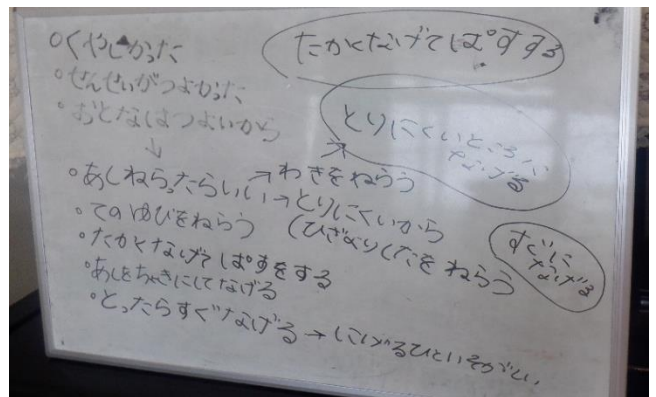 ◦くやしかった
◦せんせいがつよかった
◦おとなはつよいから
↓
◦あしねらったらいい→わきをねらう
→とりにくいから
◦てのゆびをねらう (ひざよりしたをねらう
◦たかくなげてぱすをする
◦あしをちゃきにしてなげる
◦とったらすぐなげる→にげるひといそがしい
たかくなげてぱすする
とりにくいところに
なげる
すぐに
なげる